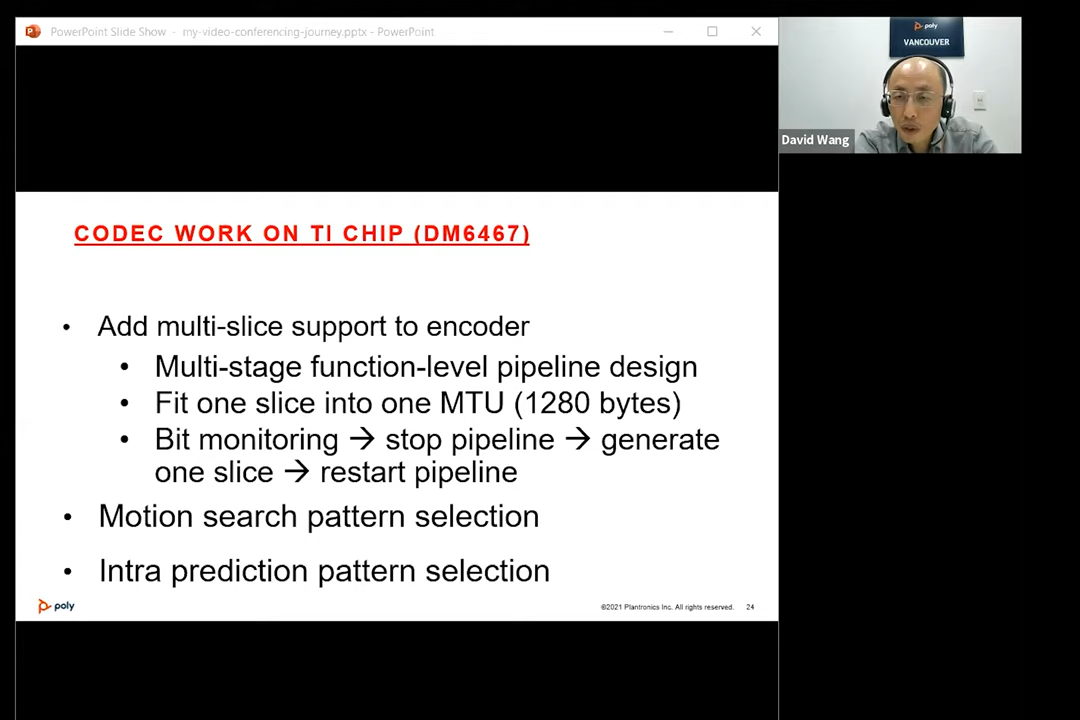 PowerPoint Slide Show - my-video-conferencing-journey.pptx - PowerPoint
poly
VANCOUVER
David Wang
CODEC WORK ON TI CHIP (DM6467)
• Add multi-slice support to encoder
• Multi-stage function-level pipeline design
• Fit one slice into one MTU (1280 bytes)
• Bit monitoring → stop pipeline → generate
one slice → restart pipeline
• Motion search pattern selection
• Intra prediction pattern selection
poly
©2021 Plantronics Inc. All rights reserved. 24